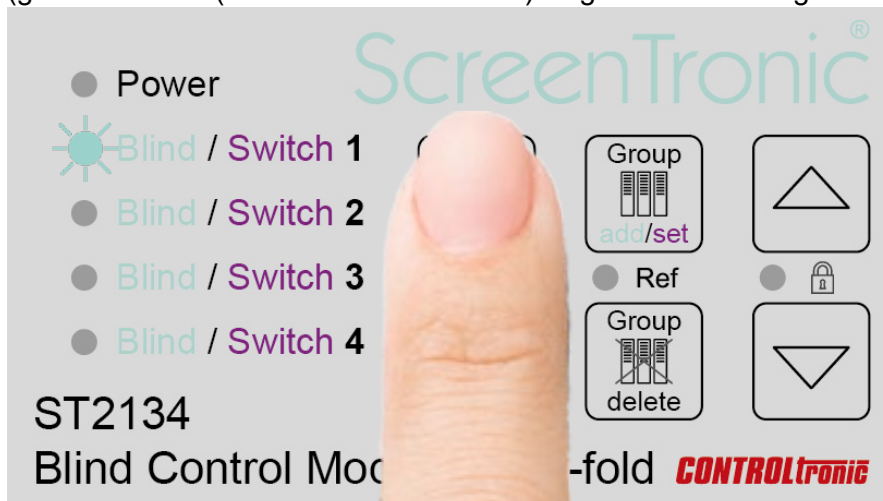 ScreenTronic®
Power
Blind / Switch 1
Blind / Switch 2
Blind / Switch 3
Blind / Switch 4
Group
add/set
Ref
Group
delete
ST2134
Blind Control -fold CONTROLtronic